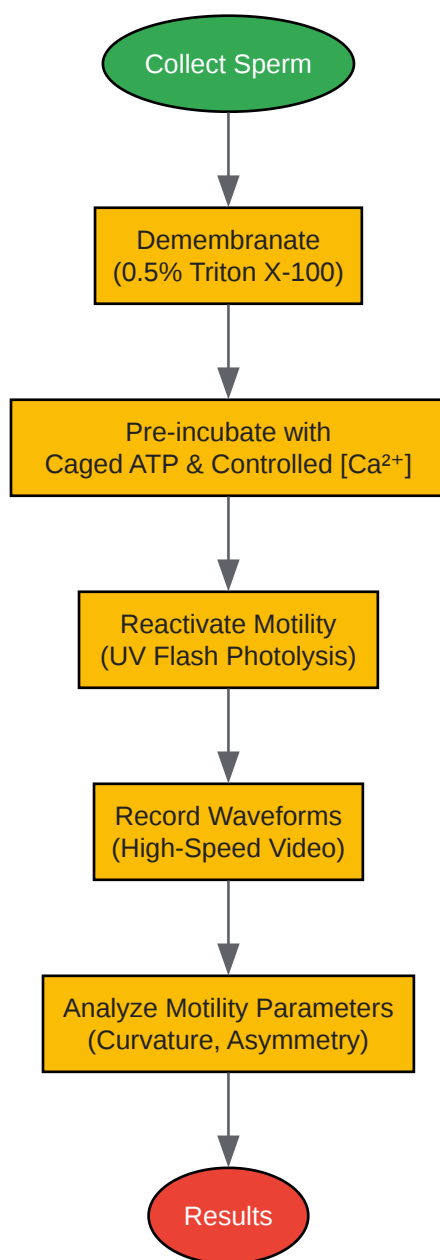 Collect Sperm
Demembranate
(0.5% Triton X-100)
Pre-incubate with
Caged ATP & Controlled [Ca²⁺]
Reactivate Motility
(UV Flash Photolysis)
Record Waveforms
(High-Speed Video)
Analyze Motility Parameters
(Curvature, Asymmetry)
Results